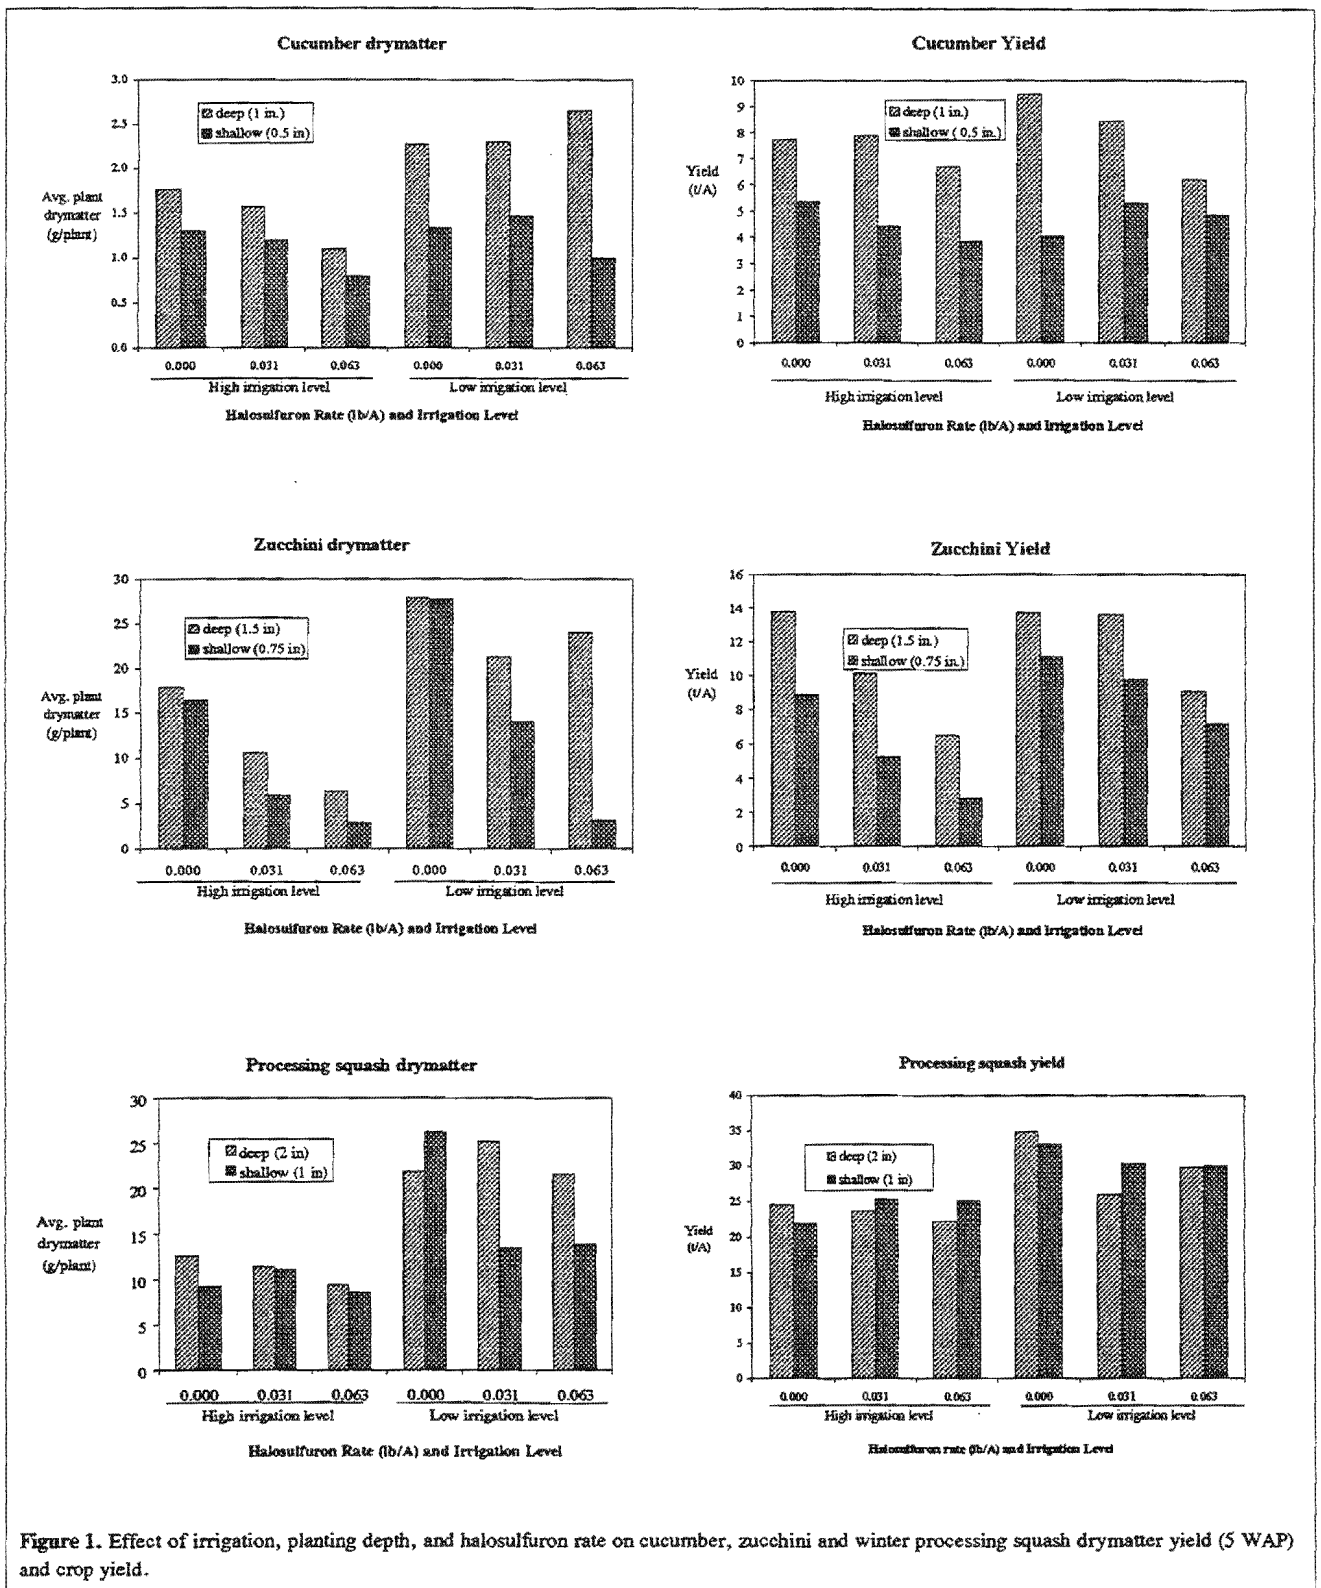 Cucumber drymatter
3.0
2.5
2.0
1.5
1.0
0.5
0.0
Avg. plant
drymatter
(g/plant)
deep (1 in.)
shallow (0.5 in)
0.000 0.031 0.063 0.000 0.031 0.063
High irrigation level Low irrigation level
Halosulfuron Rate (lb/A) and Irrigation Level
Cucumber Yield
10
9
8
7
6
5
4
3
2
1
0
Yield
(t/A)
deep (1 in.)
shallow ( 0.5 in.)
0.000 0.031 0.063 0.000 0.031 0.063
High irrigation level Low irrigation level
Halosulfuron Rate (lb/A) and Irrigation Level
Zucchini drymatter
30
25
20
15
10
5
0
Avg. plant
drymatter
(g/plant)
deep (1.5 in)
shallow (0.75 in)
0.000 0.031 0.063 0.000 0.031 0.063
High irrigation level Low irrigation level
Halosulfuron Rate (lb/A) and Irrigation Level
Zucchini Yield
16
14
12
10
8
6
4
2
0
Yield
(t/A)
deep (1.5 in.)
shallow (0.75 in.)
0.000 0.031 0.063 0.000 0.031 0.063
High irrigation level Low irrigation level
Halosulfuron Rate (lb/A) and Irrigation Level
Processing squash drymatter
30
25
20
15
10
5
0
Avg. plant
drymatter
(g/plant)
deep (2 in)
shallow (1 in)
0.000 0.031 0.063 0.000 0.031 0.063
High irrigation level Low irrigation level
Halosulfuron Rate (lb/A) and Irrigation Level
Processing squash yield
40
35
30
25
20
15
10
5
0
Yield
(t/A)
deep (2 in)
shallow (1 in)
0.000 0.031 0.063 0.000 0.031 0.063
High irrigation level Low irrigation level
Halosulfuron rate (lb/A) and Irrigation Level
Figure 1. Effect of irrigation, planting depth, and halosulfuron rate on cucumber, zucchini and winter processing squash drymatter yield (5 WAP)
and crop yield.